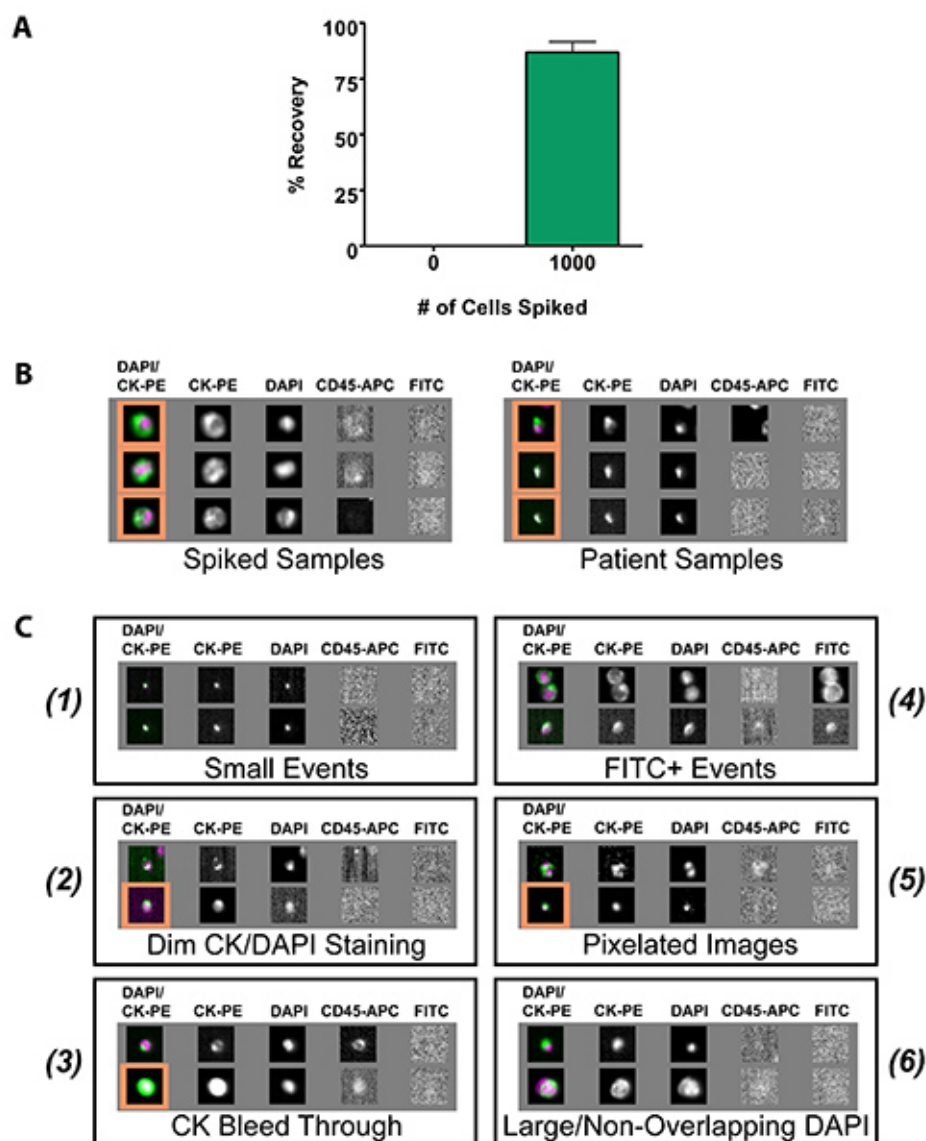 A
100
75
50
25
0
% Recovery
0 1000
# of Cells Spiked
B
DAPI/
CK-PE CK-PE DAPI CD45-APC FITC
Spiked Samples
DAPI/
CK-PE CK-PE DAPI CD45-APC FITC
Patient Samples
C
(1)
DAPI/
CK-PE CK-PE DAPI CD45-APC FITC
Small Events
DAPI/
CK-PE CK-PE DAPI CD45-APC FITC
FITC+ Events
(4)
(2)
DAPI/
CK-PE CK-PE DAPI CD45-APC FITC
Dim CK/DAPI Staining
DAPI/
CK-PE CK-PE DAPI CD45-APC FITC
Pixelated Images
(5)
(3)
DAPI/
CK-PE CK-PE DAPI CD45-APC FITC
CK Bleed Through
DAPI/
CK-PE CK-PE DAPI CD45-APC FITC
Large/Non-Overlapping DAPI
(6)